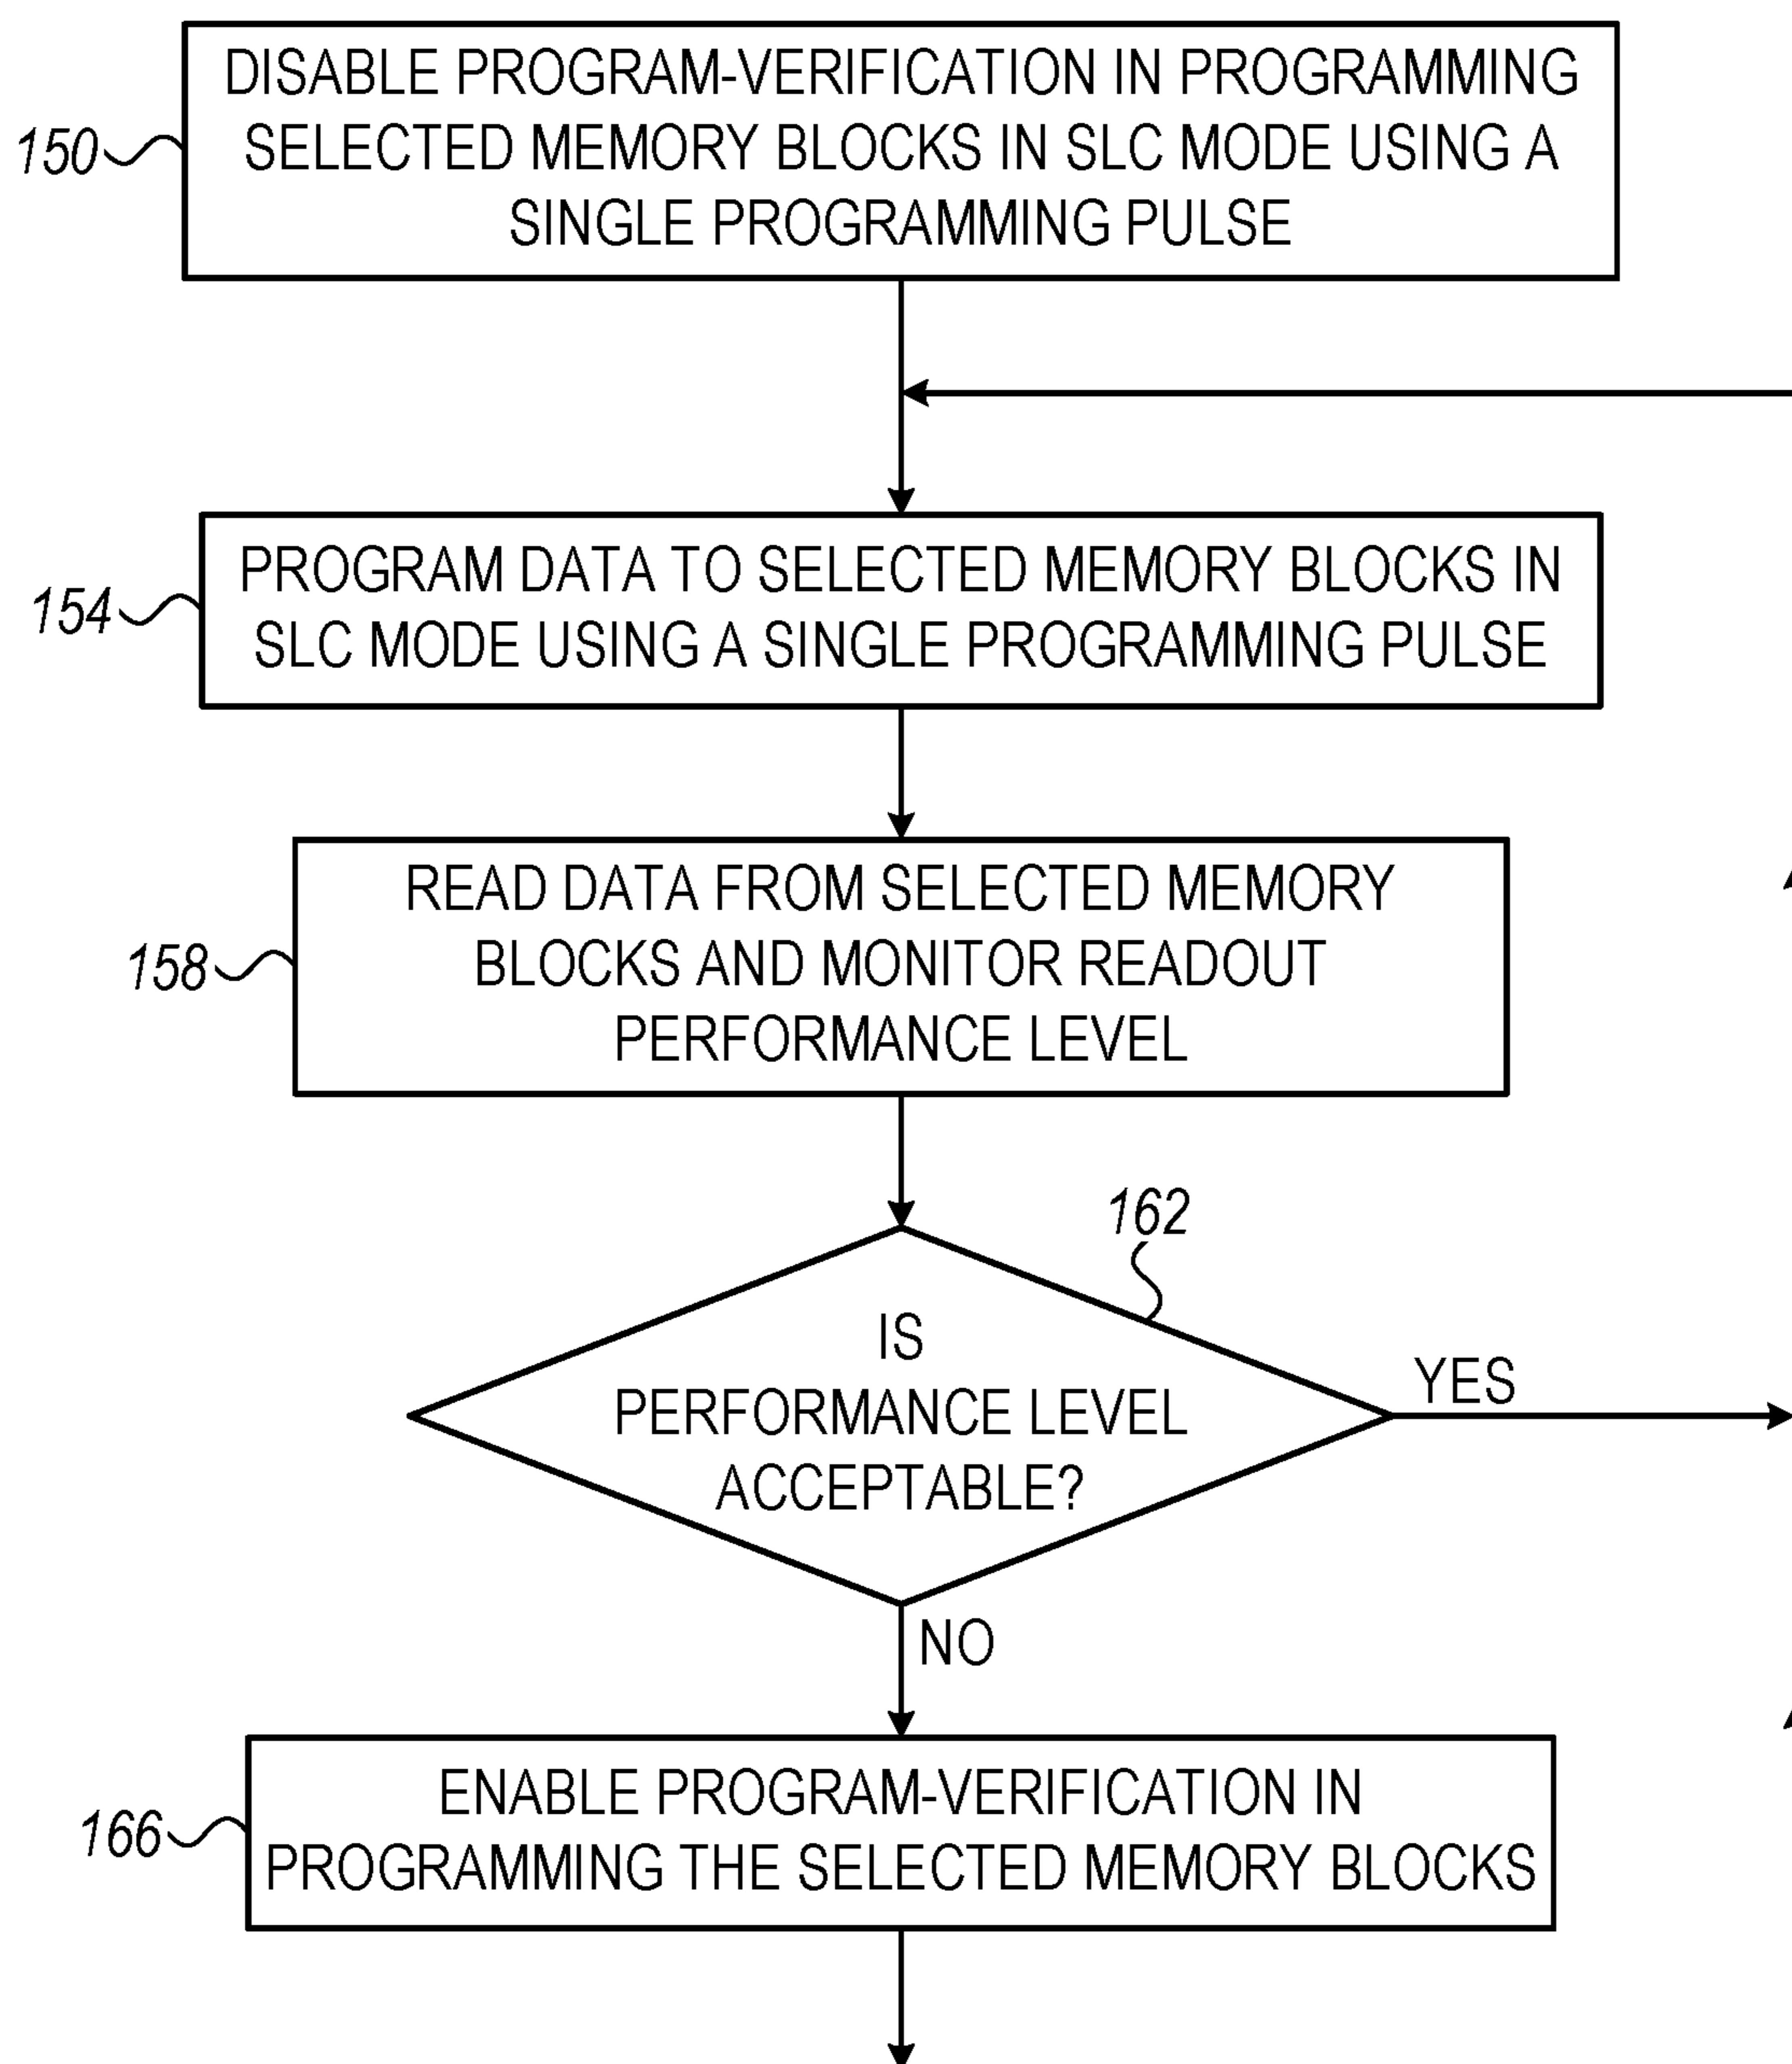 DISABLE PROGRAM-VERIFICATION IN PROGRAMMING
SELECTED MEMORY BLOCKS IN SLC MODE USING A
SINGLE PROGRAMMING PULSE
150
PROGRAM DATA TO SELECTED MEMORY BLOCKS IN
SLC MODE USING A SINGLE PROGRAMMING PULSE
154
READ DATA FROM SELECTED MEMORY
BLOCKS AND MONITOR READOUT
PERFORMANCE LEVEL
158
162
IS
PERFORMANCE LEVEL
ACCEPTABLE?
YES
NO
ENABLE PROGRAM-VERIFICATION IN
PROGRAMMING THE SELECTED MEMORY BLOCKS
166